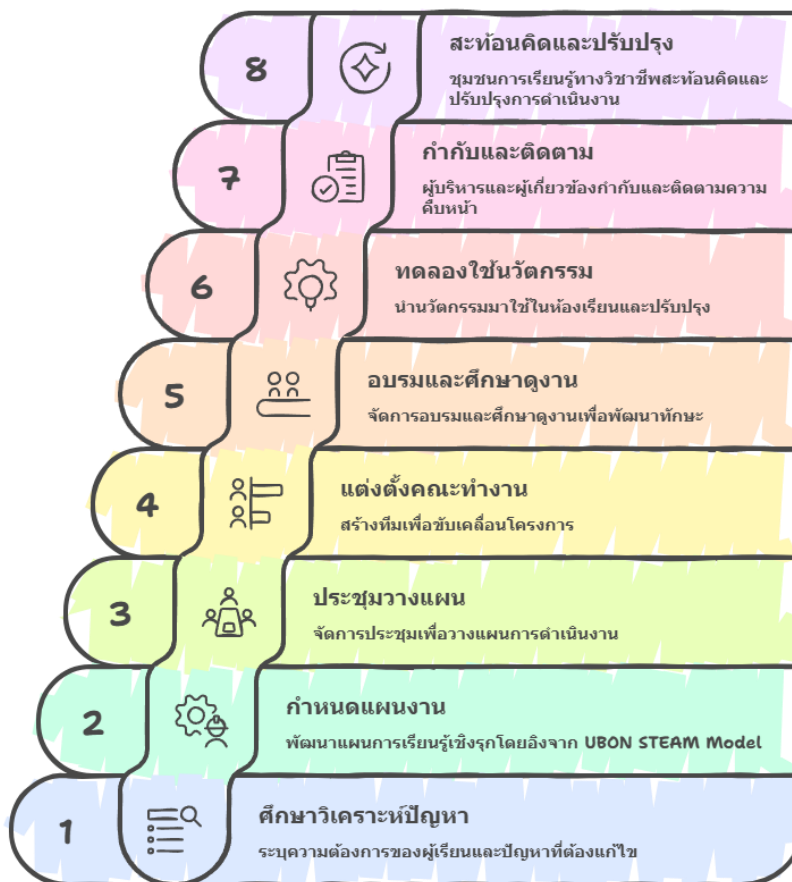 8
สะท้อนคิดและปรับปรุง
ชุมชนการเรียนรู้ทางวิชาชีพสะท้อนคิดและ
ปรับปรุงการดำเนินงาน
7
กำกับและติดตาม
ผู้บริหารและผู้เกี่ยวข้องกำกับและติดตามความ
คืบหน้า
6
ทดลองใช้นวัตกรรม
นำนวัตกรรมมาใช้ในห้องเรียนและปรับปรุง
5
อบรมและศึกษาดูงาน
จัดการอบรมและศึกษาดูงานเพื่อพัฒนาทักษะ
4
แต่งตั้งคณะทำงาน
สร้างทีมเพื่อขับเคลื่อนโครงการ
3
ประชุมวางแผน
จัดการประชุมเพื่อวางแผนการดำเนินงาน
2
กำหนดแผนงาน
พัฒนาแผนการเรียนรู้เชิงรุกโดยอิงจาก UBON STEAM Model
1
ศึกษาวิเคราะห์ปัญหา
ระบุความต้องการของผู้เรียนและปัญหาที่ต้องแก้ไข